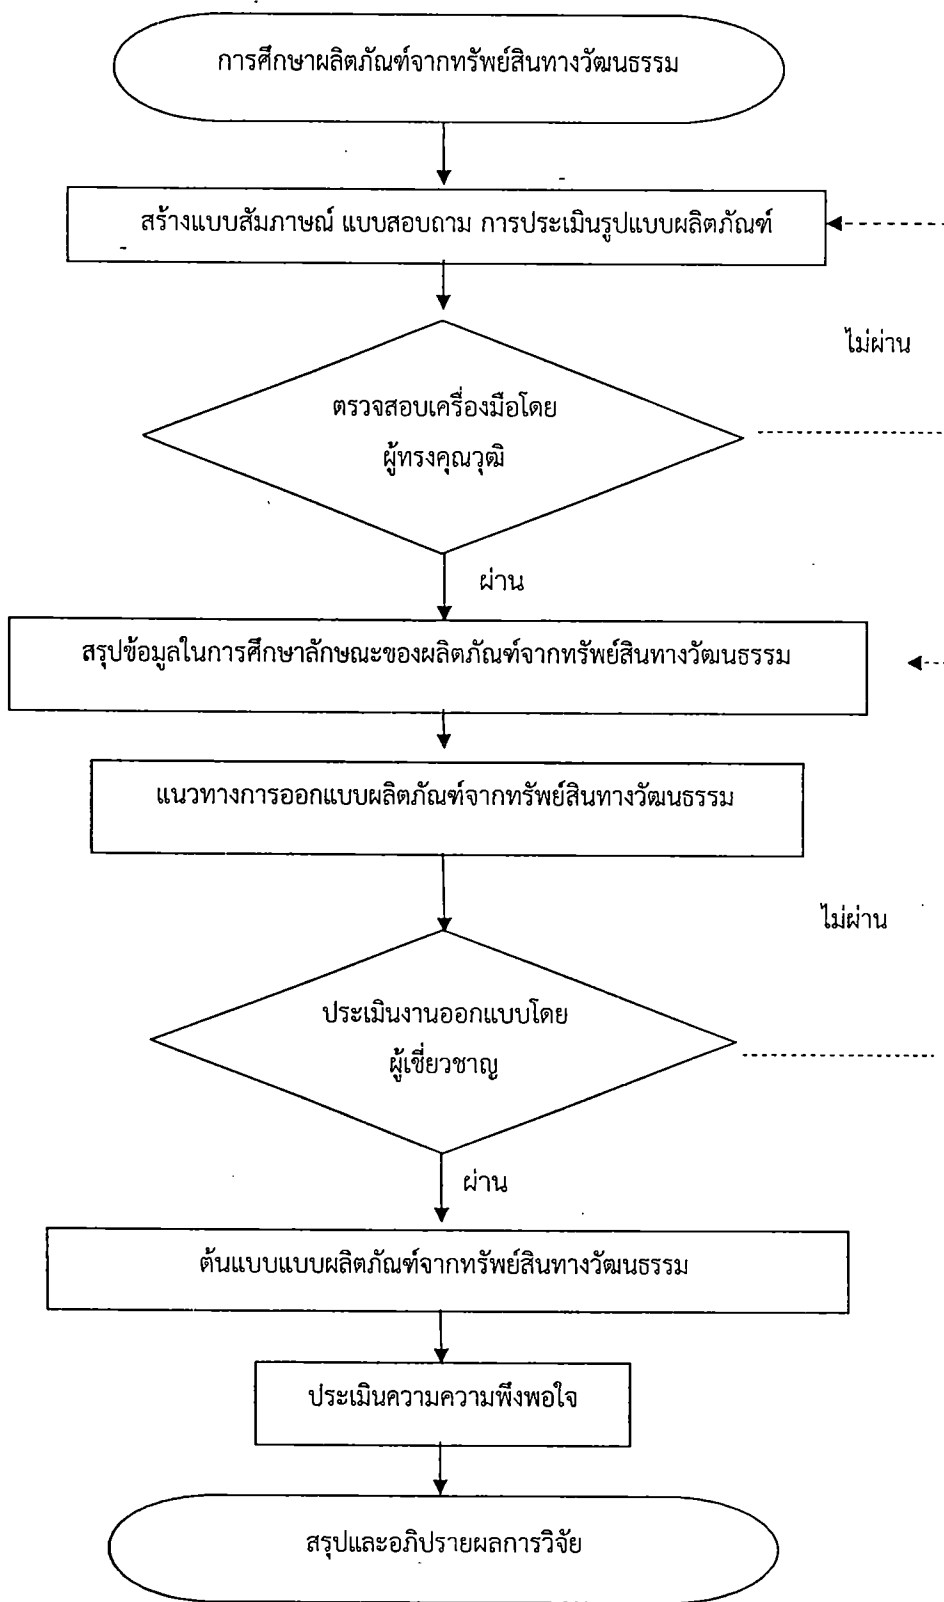 การศึกษาผลิตภัณฑ์จากทรัพย์สินทางวัฒนธรรม
สร้างแบบสัมภาษณ์ แบบสอบถาม การประเมินรูปแบบผลิตภัณฑ์
ไม่ผ่าน
ตรวจสอบเครื่องมือโดย
ผู้ทรงคุณวุฒิ
ผ่าน
สรุปข้อมูลในการศึกษาลักษณะของผลิตภัณฑ์จากทรัพย์สินทางวัฒนธรรม
แนวทางการออกแบบผลิตภัณฑ์จากทรัพย์สินทางวัฒนธรรม
ไม่ผ่าน
ประเมินงานออกแบบโดย
ผู้เชี่ยวชาญ
ผ่าน
ต้นแบบแบบผลิตภัณฑ์จากทรัพย์สินทางวัฒนธรรม
ประเมินความความพึงพอใจ
สรุปและอภิปรายผลการวิจัย